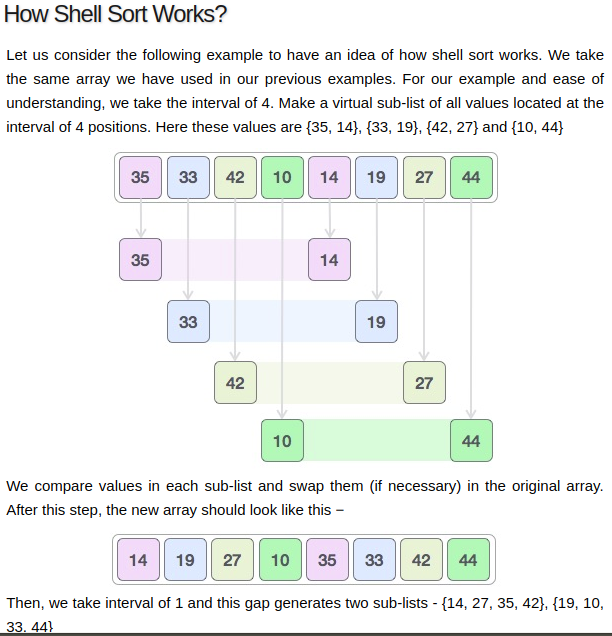 How Shell Sort Works?
Let us consider the following example to have an idea of how shell sort works. We take
the same array we have used in our previous examples. For our example and ease of
understanding, we take the interval of 4. Make a virtual sub-list of all values located at the
interval of 4 positions. Here these values are {35, 14}, {33, 19}, {42, 27} and {10, 44}
35 33 42 10 14 19 27 44
35 14
33 19
42 27
10 44
We compare values in each sub-list and swap them (if necessary) in the original array.
After this step, the new array should look like this −
14 19 27 10 35 33 42 44
Then, we take interval of 1 and this gap generates two sub-lists - {14, 27, 35, 42}, {19, 10,
33, 44}